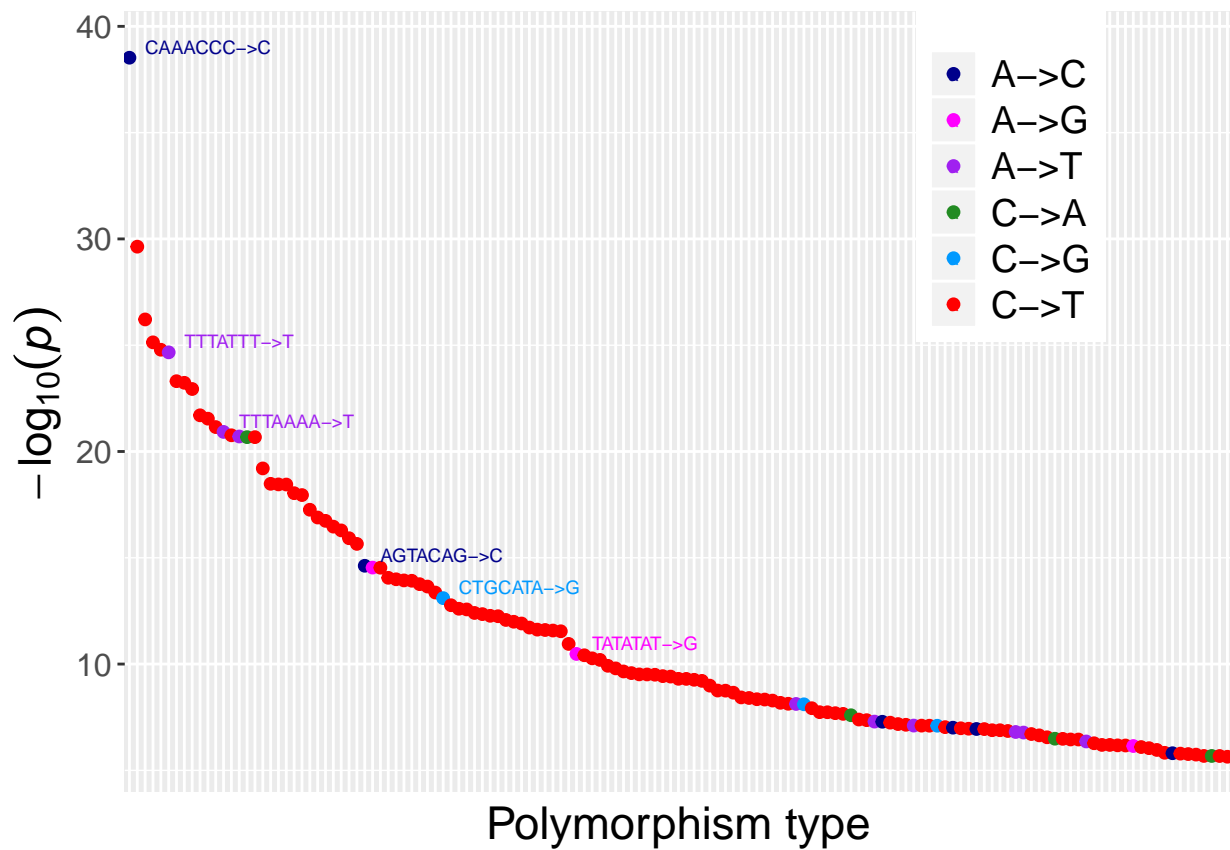 40
30
20
10
−log10(p)
Polymorphism type
CAAACCC−>C
TTTATTT−>T
TTTAAAA−>T
AGTACAG−>C
CTGCATA−>G
TATATAT−>G
A−>C
A−>G
A−>T
C−>A
C−>G
C−>T